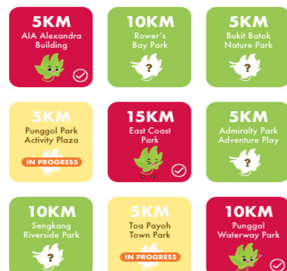 5KM
AIA Alexandra
Building
10KM
Rower's
Bay Park
?
5KM
Bukit Batok
Nature Park
?
5KM
Punggol Park
Activity Plaza
IN PROGRESS
15KM
East Coast
Park
5KM
Admiralty Park
Adventure Play
?
10KM
Sengkang
Riverside Park
?
5KM
Toa Payoh
Town Park
IN PROGRESS
10KM
Punggol
Waterway Park